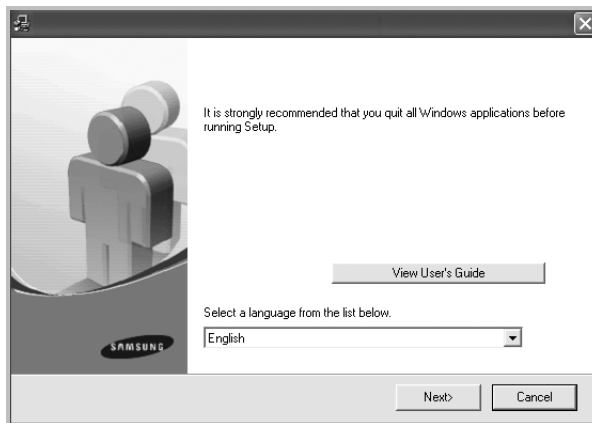 It is strongly recommended that you quit all Windows applications before
running Setup.
View User's Guide
Select a language from the list below.
English
SAMSUNG
Next>
Cancel